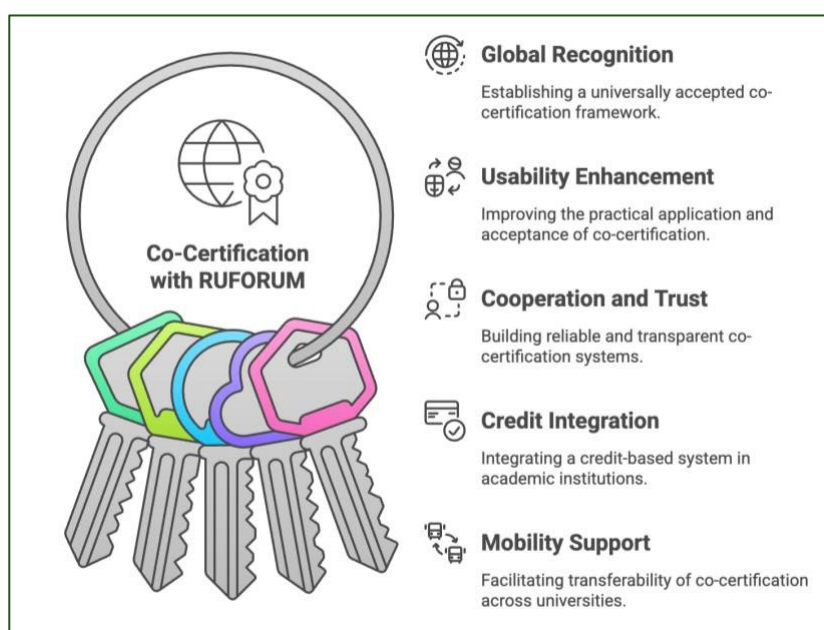 Co-Certification
with RUFORUM
Global Recognition
Establishing a universally accepted co-
certification framework.
Usability Enhancement
Improving the practical application and
acceptance of co-certification.
Cooperation and Trust
Building reliable and transparent co-
certification systems.
Credit Integration
Integrating a credit-based system in
academic institutions.
Mobility Support
Facilitating transferability of co-certification
across universities.